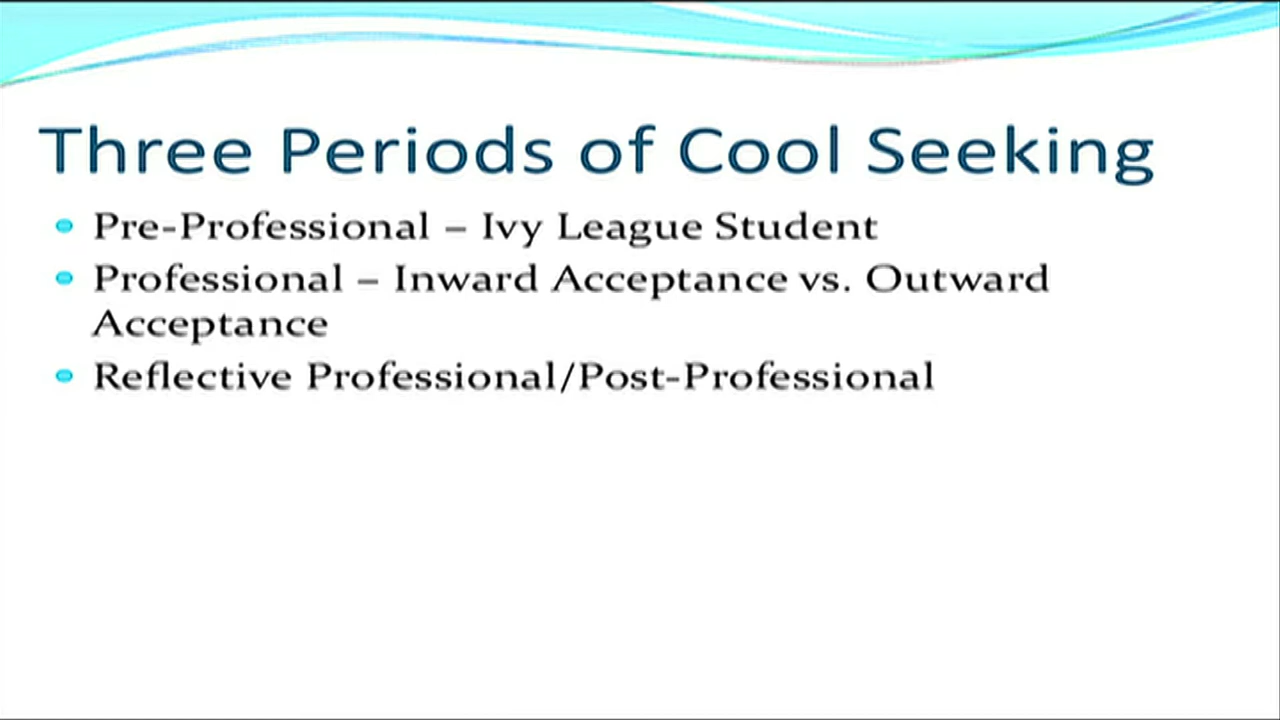 Three Periods of Cool Seeking
Pre-Professional – Ivy League Student
Professional – Inward Acceptance vs. Outward
Acceptance
Reflective Professional/Post-Professional